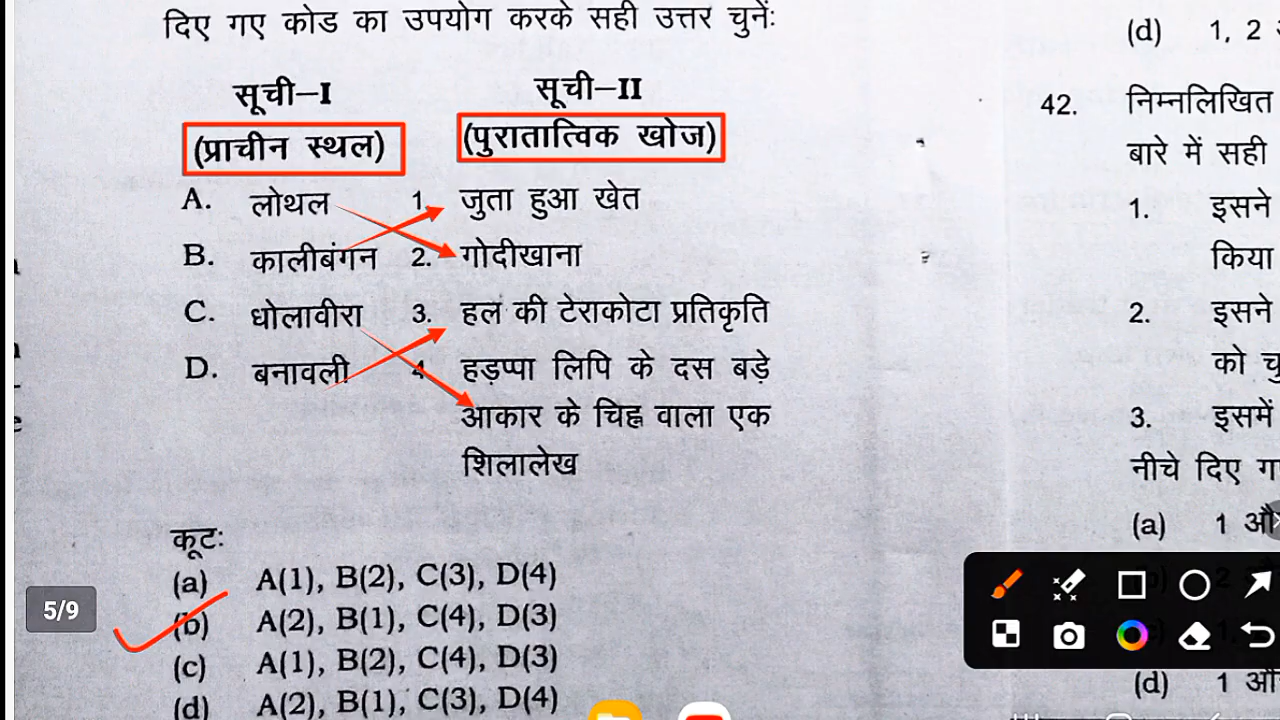 दिए गए कोड का उपयोग करके सही उत्तर चुनें:
सूची–I सूची–II
(प्राचीन स्थल) (पुरातात्विक खोज)
A. लोथल 1. जुता हुआ खेत
B. कालीबंगन 2. गोदीखाना
C. धोलावीरा 3. हल की टेराकोटा प्रतिकृति
D. बनावली 4 हड़प्पा लिपि के दस बड़े
आकार के चिह्न वाला एक
शिलालेख
कूट:
(a) A(1), B(2), C(3), D(4)
(b) A(2), B(1), C(4), D(3)
(c) A(1), B(2), C(4), D(3)
(d) A(2), B(1), C(3), D(4)
5/9
(d) 1, 2
42. निम्नलिखित
बारे में सही
1. इसने
किया
2. इसने
को
3. इसमें
नीचे दिए
(a) 1 और
(d) 1